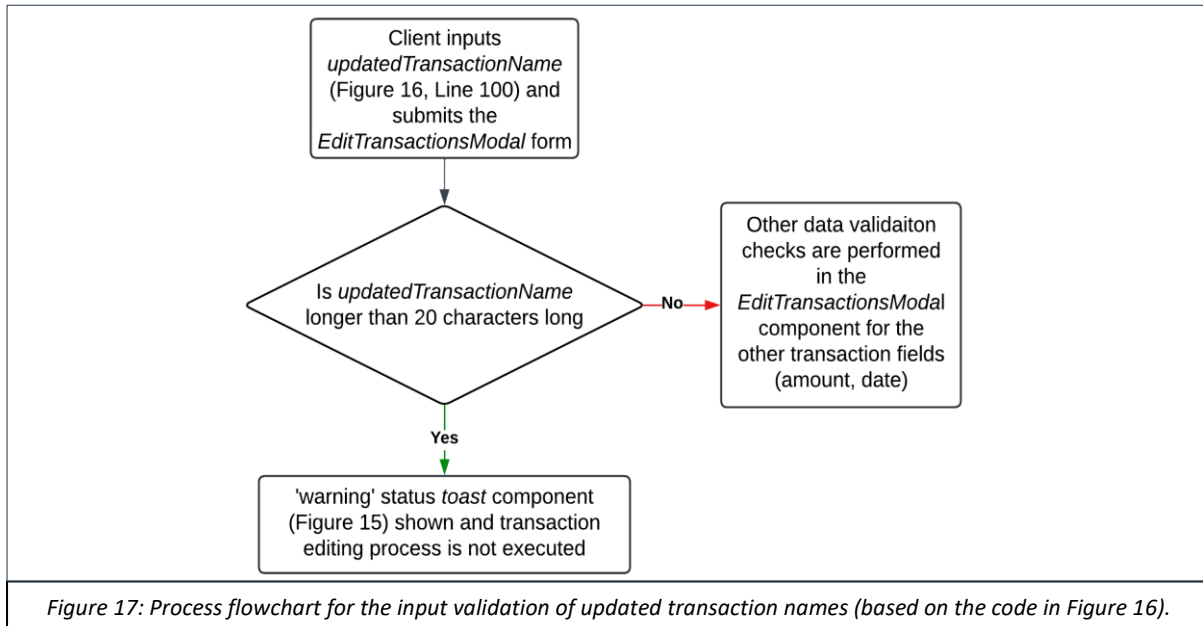 Client inputs
updatedTransactionName
(Figure 16, Line 100) and
submits the
EditTransactionsModal form
Is updatedTransactionName
longer than 20 characters long
No
Other data validaiton
checks are performed
in the
EditTransactionsModal
component for the
other transaction fields
(amount, date)
Yes
'warning' status toast component
(Figure 15) shown and transaction
editing process is not executed
Figure 17: Process flowchart for the input validation of updated transaction names (based on the code in Figure 16).